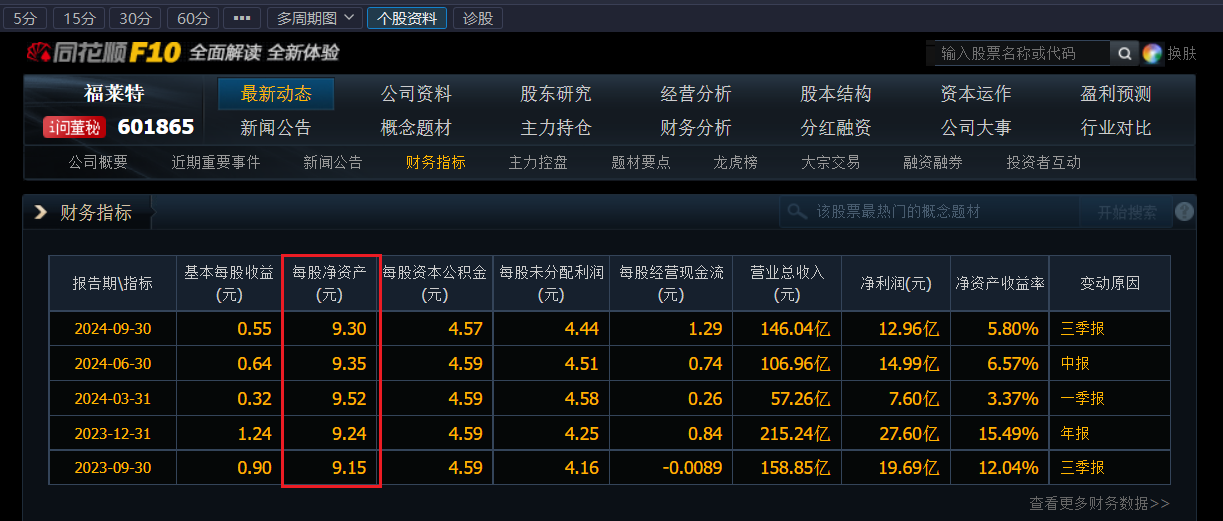 5分 15分 30分 60分 ••• 多周期图 个股资料 诊股
同花顺F10 全面解读 全新体验 输入股票名称或代码 换肤
福莱特 最新动态 公司资料 股东研究 经营分析 股本结构 资本运作 盈利预测
i问董秘 601865 新闻公告 概念题材 主力持仓 财务分析 分红融资 公司大事 行业对比
公司概要 近期重要事件 新闻公告 财务指标 主力控盘 题材要点 龙虎榜 大宗交易 融资融券 投资者互动
财务指标 该股票最热门的概念题材 开始搜索 ?
报告期\指标 基本每股收益(元) 每股净资产(元) 每股资本公积金(元) 每股未分配利润(元) 每股经营现金流(元) 营业总收入(元) 净利润(元) 净资产收益率 变动原因
2024-09-30 0.55 9.30 4.57 4.44 1.29 146.04亿 12.96亿 5.80% 三季报
2024-06-30 0.64 9.35 4.59 4.51 0.74 106.96亿 14.99亿 6.57% 中报
2024-03-31 0.32 9.52 4.59 4.58 0.26 57.26亿 7.60亿 3.37% 一季报
2023-12-31 1.24 9.24 4.59 4.25 0.84 215.24亿 27.60亿 15.49% 年报
2023-09-30 0.90 9.15 4.59 4.16 -0.0089 158.85亿 19.69亿 12.04% 三季报
查看更多财务数据>>